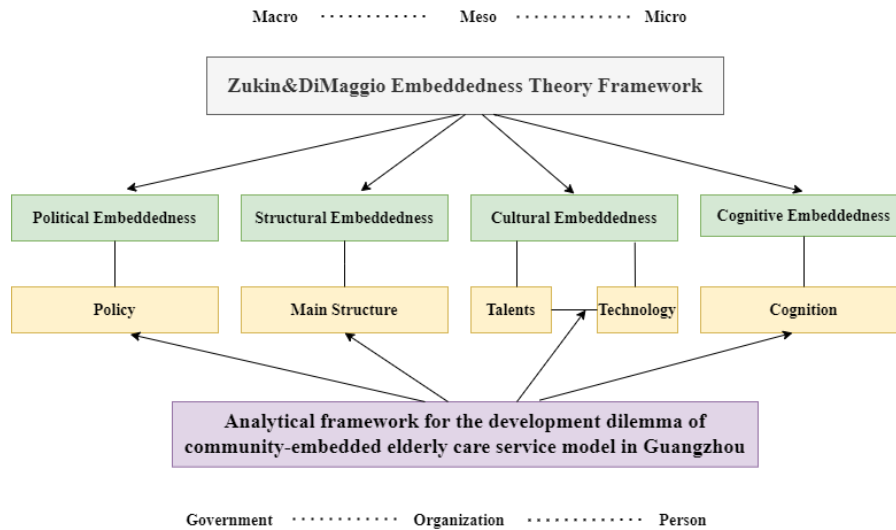 Macro Meso Micro
Zukin&DiMaggio Embeddedness Theory Framework
Political Embeddedness Structural Embeddedness Cultural Embeddedness Cognitive Embeddedness
Policy Main Structure Talents Technology Cognition
Analytical framework for the development dilemma of
community-embedded elderly care service model in Guangzhou
Government Organization Person